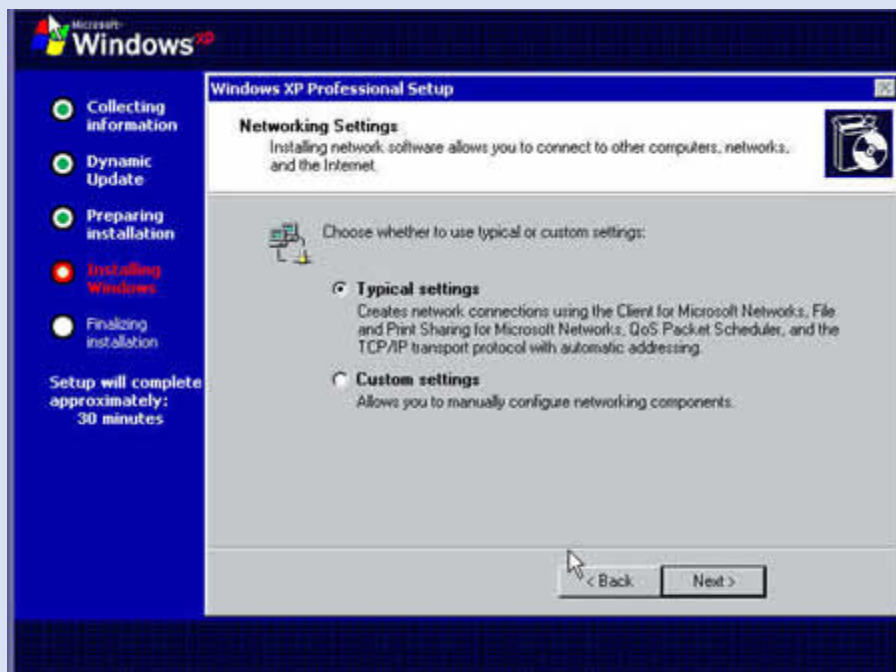 Microsoft
Windows xp
Collecting
information
Dynamic
Update
Preparing
installation
Installing
Windows
Finalizing
installation
Setup will complete
approximately:
30 minutes
Windows XP Professional Setup
Networking Settings
Installing network software allows you to connect to other computers, networks,
and the Internet.
Choose whether to use typical or custom settings:
Typical settings
Creates network connections using the Client for Microsoft Networks, File
and Print Sharing for Microsoft Networks, QoS Packet Scheduler, and the
TCP/IP transport protocol with automatic addressing.
Custom settings
Allows you to manually configure networking components.
< Back
Next >